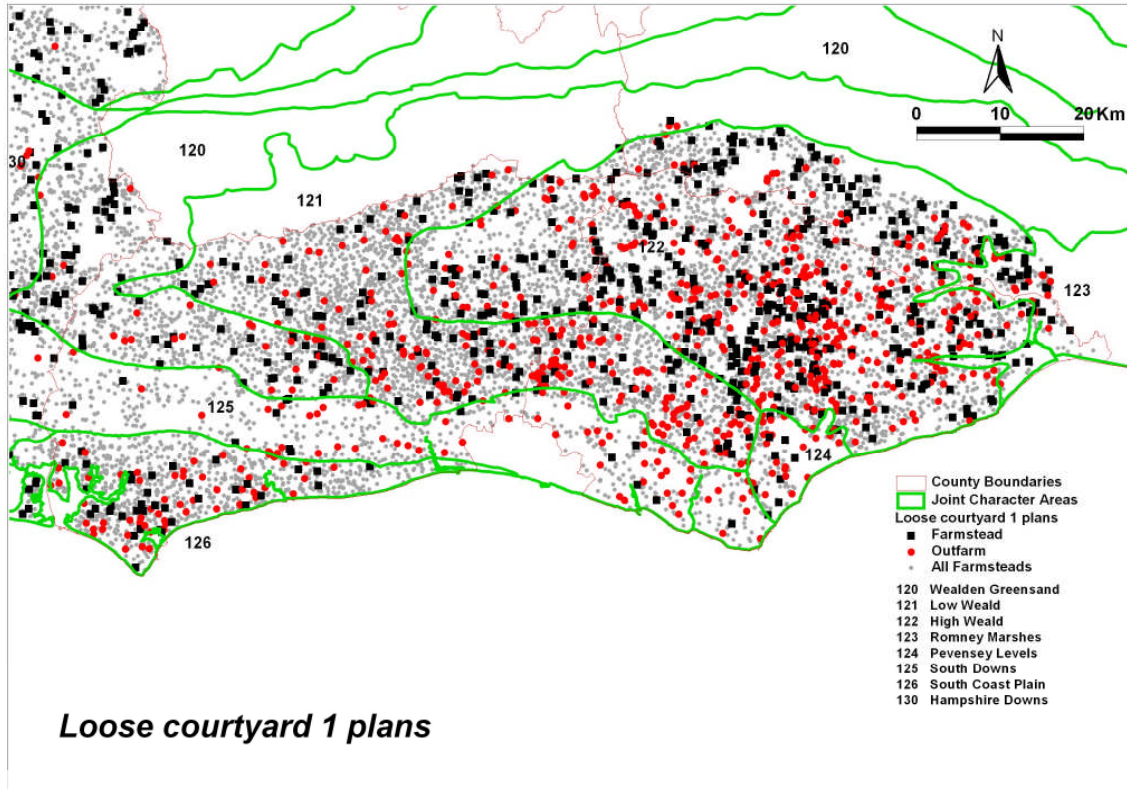 120
N
0 10 20 Km
30
120
121
122
123
125
124
126
County Boundaries
Joint Character Areas
Loose courtyard 1 plans
Farmstead
Outfarm
All Farmsteads
120 Wealden Greensand
121 Low Weald
122 High Weald
123 Romney Marshes
124 Pevensey Levels
125 South Downs
126 South Coast Plain
130 Hampshire Downs
Loose courtyard 1 plans